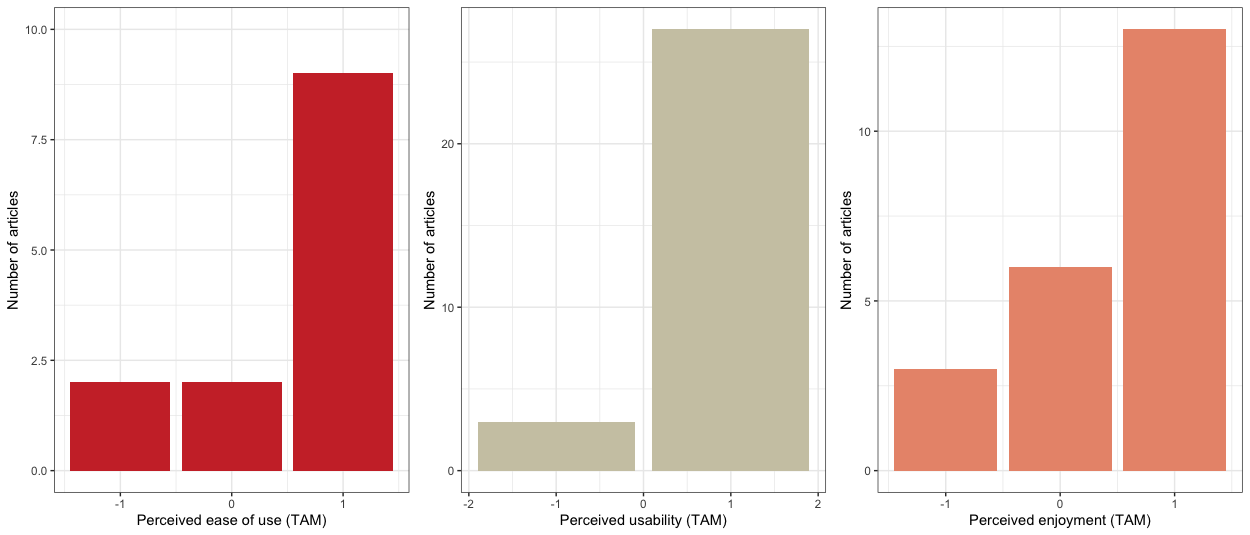 Number of articles
10.0
7.5
5.0
2.5
0.0
-1 0 1
Perceived ease of use (TAM)
Number of articles
20
10
0
-2 -1 0 1 2
Perceived usability (TAM)
Number of articles
10
5
0
-1 0 1
Perceived enjoyment (TAM)